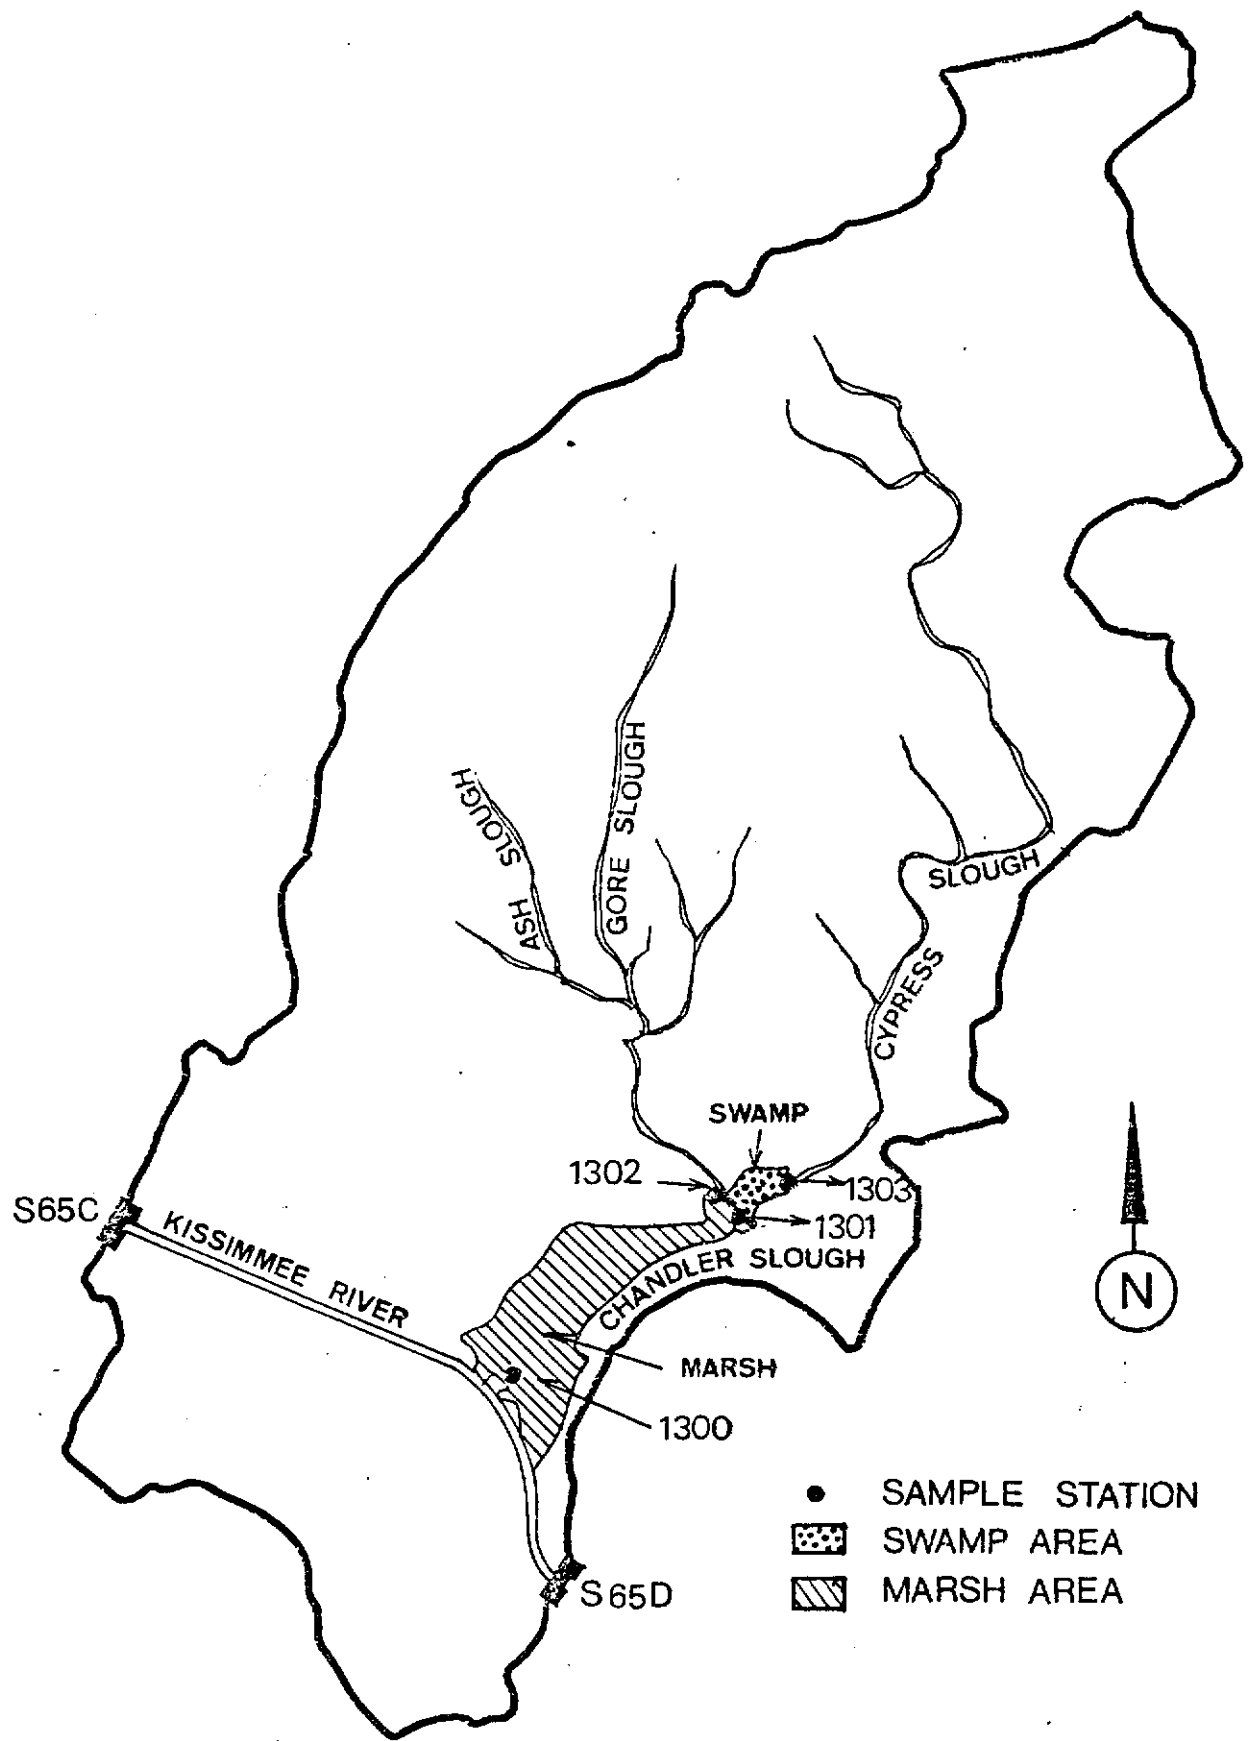 ASH SLOUGH
GORE SLOUGH
SLOUGH
CYPRESS
SWAMP
1302
1303
S65C
KISSIMMEE RIVER
1301
CHANDLER SLOUGH
N
MARSH
1300
SAMPLE STATION
SWAMP AREA
MARSH AREA
S65D